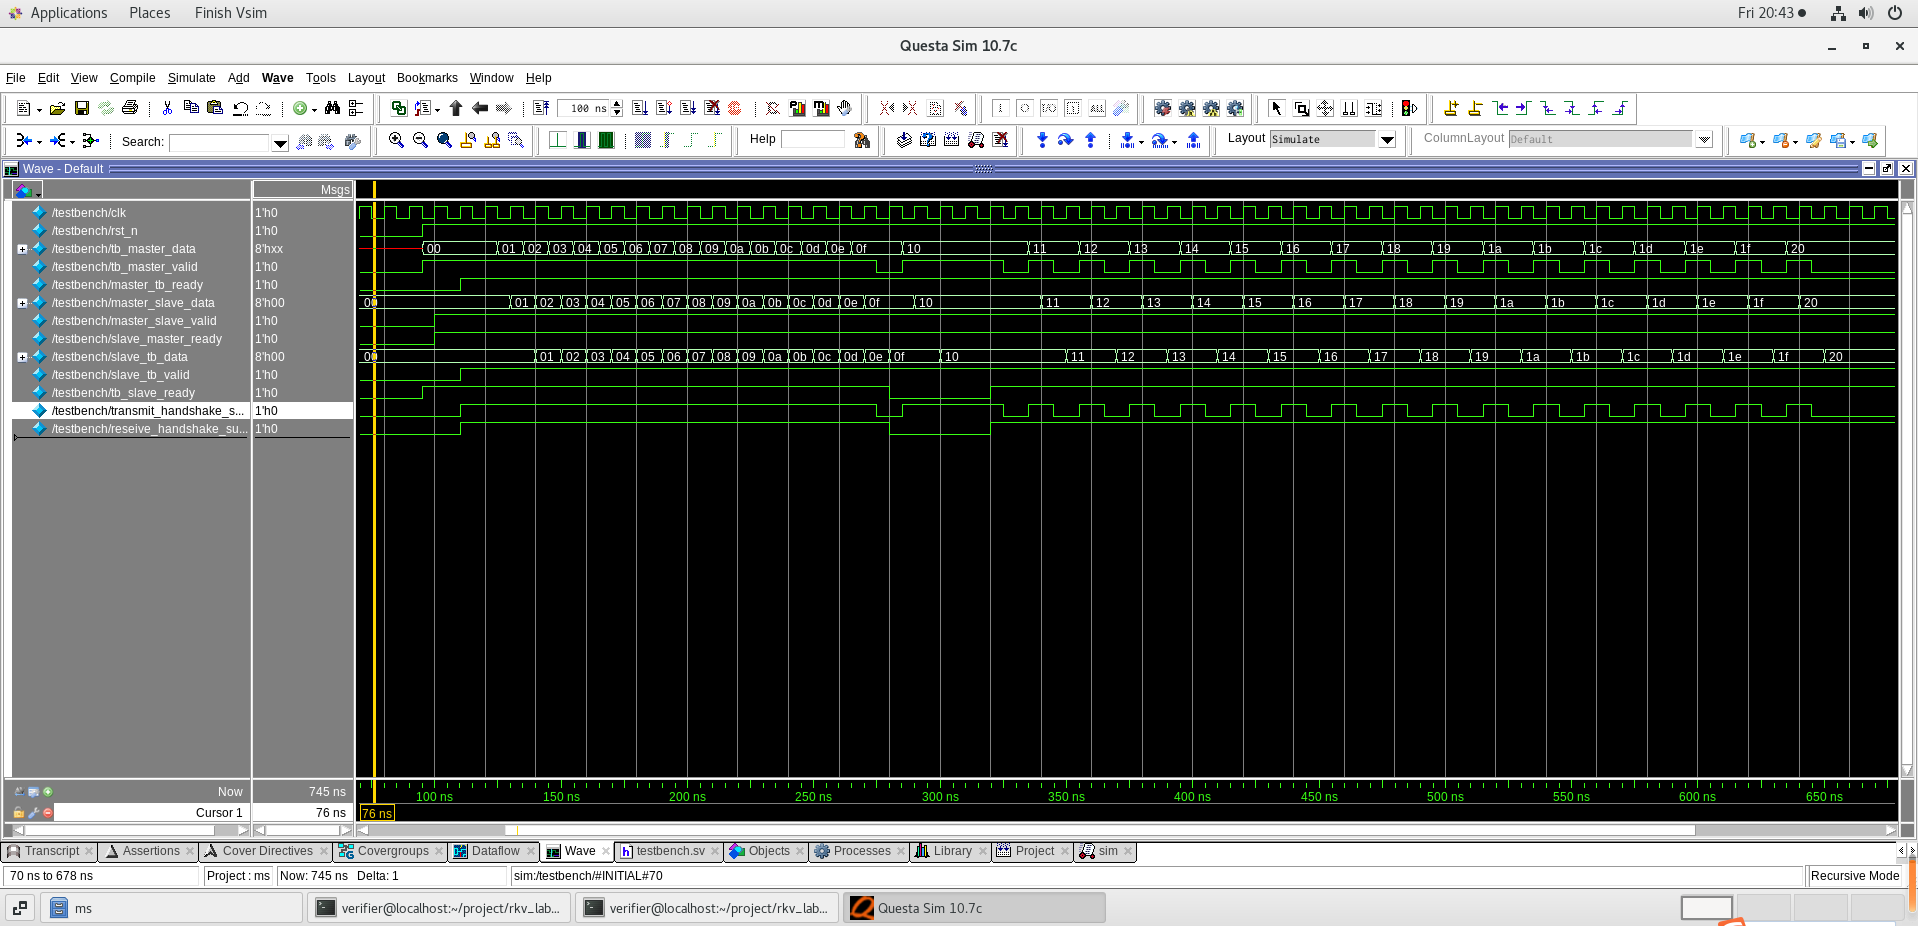 Applications Places Finish Vsim Fri 20:43
Questa Sim 10.7c
File Edit View Compile Simulate Add Wave Tools Layout Bookmarks Window Help
100 ns
Search: Help Layout Simulate ColumnLayout Default
Wave - Default
Msgs
/testbench/clk 1'h0
/testbench/rst_n 1'h0
/testbench/tb_master_data 8'hxx 00 01 02 03 04 05 06 07 08 09 0a 0b 0c 0d 0e 0f 10 11 12 13 14 15 16 17 18 19 1a 1b 1c 1d 1e 1f 20
/testbench/tb_master_valid 1'h0
/testbench/master_tb_ready 1'h0
/testbench/master_slave_data 8'h00 00 01 02 03 04 05 06 07 08 09 0a 0b 0c 0d 0e 0f 10 11 12 13 14 15 16 17 18 19 1a 1b 1c 1d 1e 1f 20
/testbench/master_slave_valid 1'h0
/testbench/slave_master_ready 1'h0
/testbench/slave_tb_data 8'h00 00 01 02 03 04 05 06 07 08 09 0a 0b 0c 0d 0e 0f 10 11 12 13 14 15 16 17 18 19 1a 1b 1c 1d 1e 1f 20
/testbench/slave_tb_valid 1'h0
/testbench/tb_slave_ready 1'h0
/testbench/transmit_handshake_s... 1'h0
/testbench/reseive_handshake_su... 1'h0
Now 745 ns 100 ns 150 ns 200 ns 250 ns 300 ns 350 ns 400 ns 450 ns 500 ns 550 ns 600 ns 650 ns
Cursor 1 76 ns 76 ns
Transcript Assertions Cover Directives Covergroups Dataflow Wave testbench.sv Objects Processes Library Project sim
70 ns to 678 ns Project : ms Now: 745 ns Delta: 1 sim:/testbench/#INITIAL#70 Recursive Mode
ms verifier@localhost:~/project/rkv_lab... verifier@localhost:~/project/rkv_lab... Questa Sim 10.7c